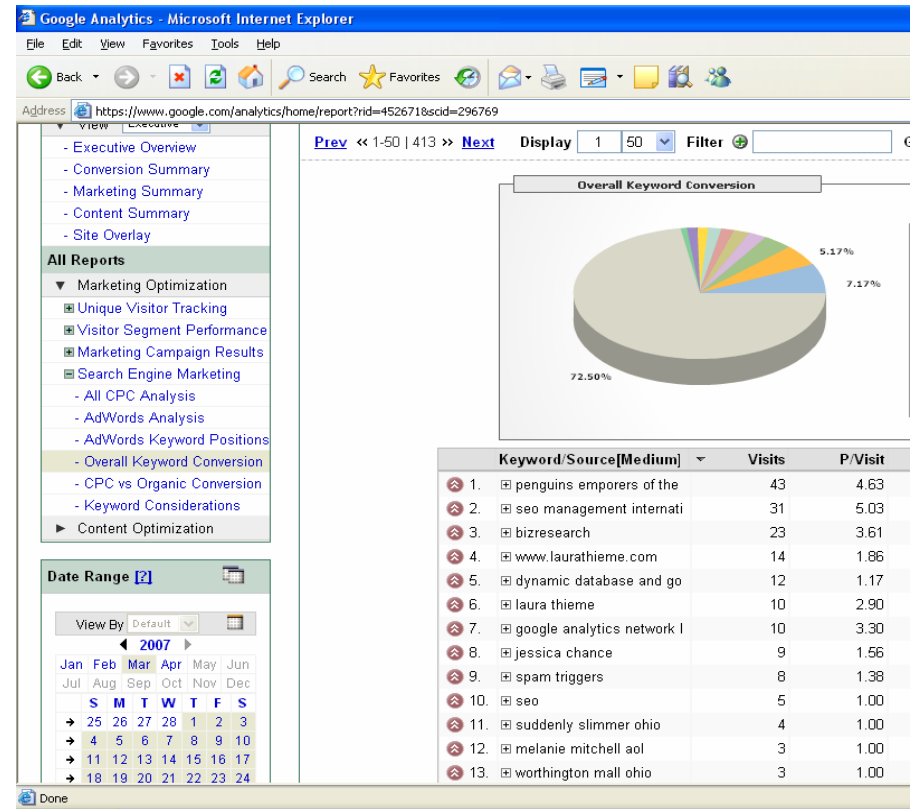 Google Analytics - Microsoft Internet Explorer
File Edit View Favorites Tools Help
Back Search Favorites
Address https://www.google.com/analytics/home/report?rid=452671&scid=296769
View Executive
- Executive Overview
- Conversion Summary
- Marketing Summary
- Content Summary
- Site Overlay
All Reports
Marketing Optimization
Unique Visitor Tracking
Visitor Segment Performance
Marketing Campaign Results
Search Engine Marketing
- All CPC Analysis
- AdWords Analysis
- AdWords Keyword Positions
- Overall Keyword Conversion
- CPC vs Organic Conversion
- Keyword Considerations
Content Optimization
Date Range [?]
View By Default
2007
Jan Feb Mar Apr May Jun
Jul Aug Sep Oct Nov Dec
S M T W T F S
25 26 27 28 1 2 3
4 5 6 7 8 9 10
11 12 13 14 15 16 17
18 19 20 21 22 23 24
Prev << 1-50 | 413 >> Next Display 1 50 Filter
Overall Keyword Conversion
5.17%
7.17%
72.50%
Keyword/Source[Medium] Visits P/Visit
1. penguins emporers of the 43 4.63
2. seo management internati 31 5.03
3. bizresearch 23 3.61
4. www.laurathieme.com 14 1.86
5. dynamic database and go 12 1.17
6. laura thieme 10 2.90
7. google analytics network l 10 3.30
8. jessica chance 9 1.56
9. spam triggers 8 1.38
10. seo 5 1.00
11. suddenly slimmer ohio 4 1.00
12. melanie mitchell aol 3 1.00
13. worthington mall ohio 3 1.00
Done